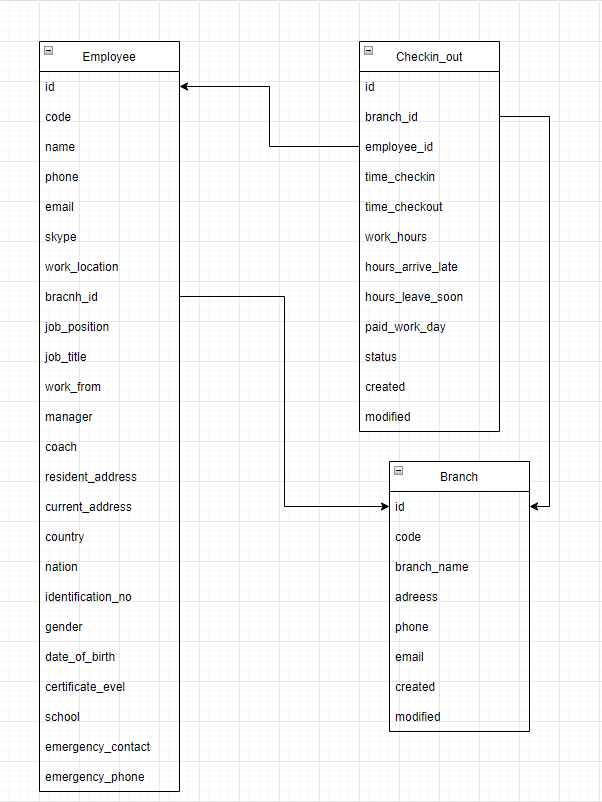 Employee
id
code
name
phone
email
skype
work_location
bracnh_id
job_position
job_title
work_from
manager
coach
resident_address
current_address
country
nation
identification_no
gender
date_of_birth
certificate_evel
school
emergency_contact
emergency_phone
Checkin_out
id
branch_id
employee_id
time_checkin
time_checkout
work_hours
hours_arrive_late
hours_leave_soon
paid_work_day
status
created
modified
Branch
id
code
branch_name
adreess
phone
email
created
modified